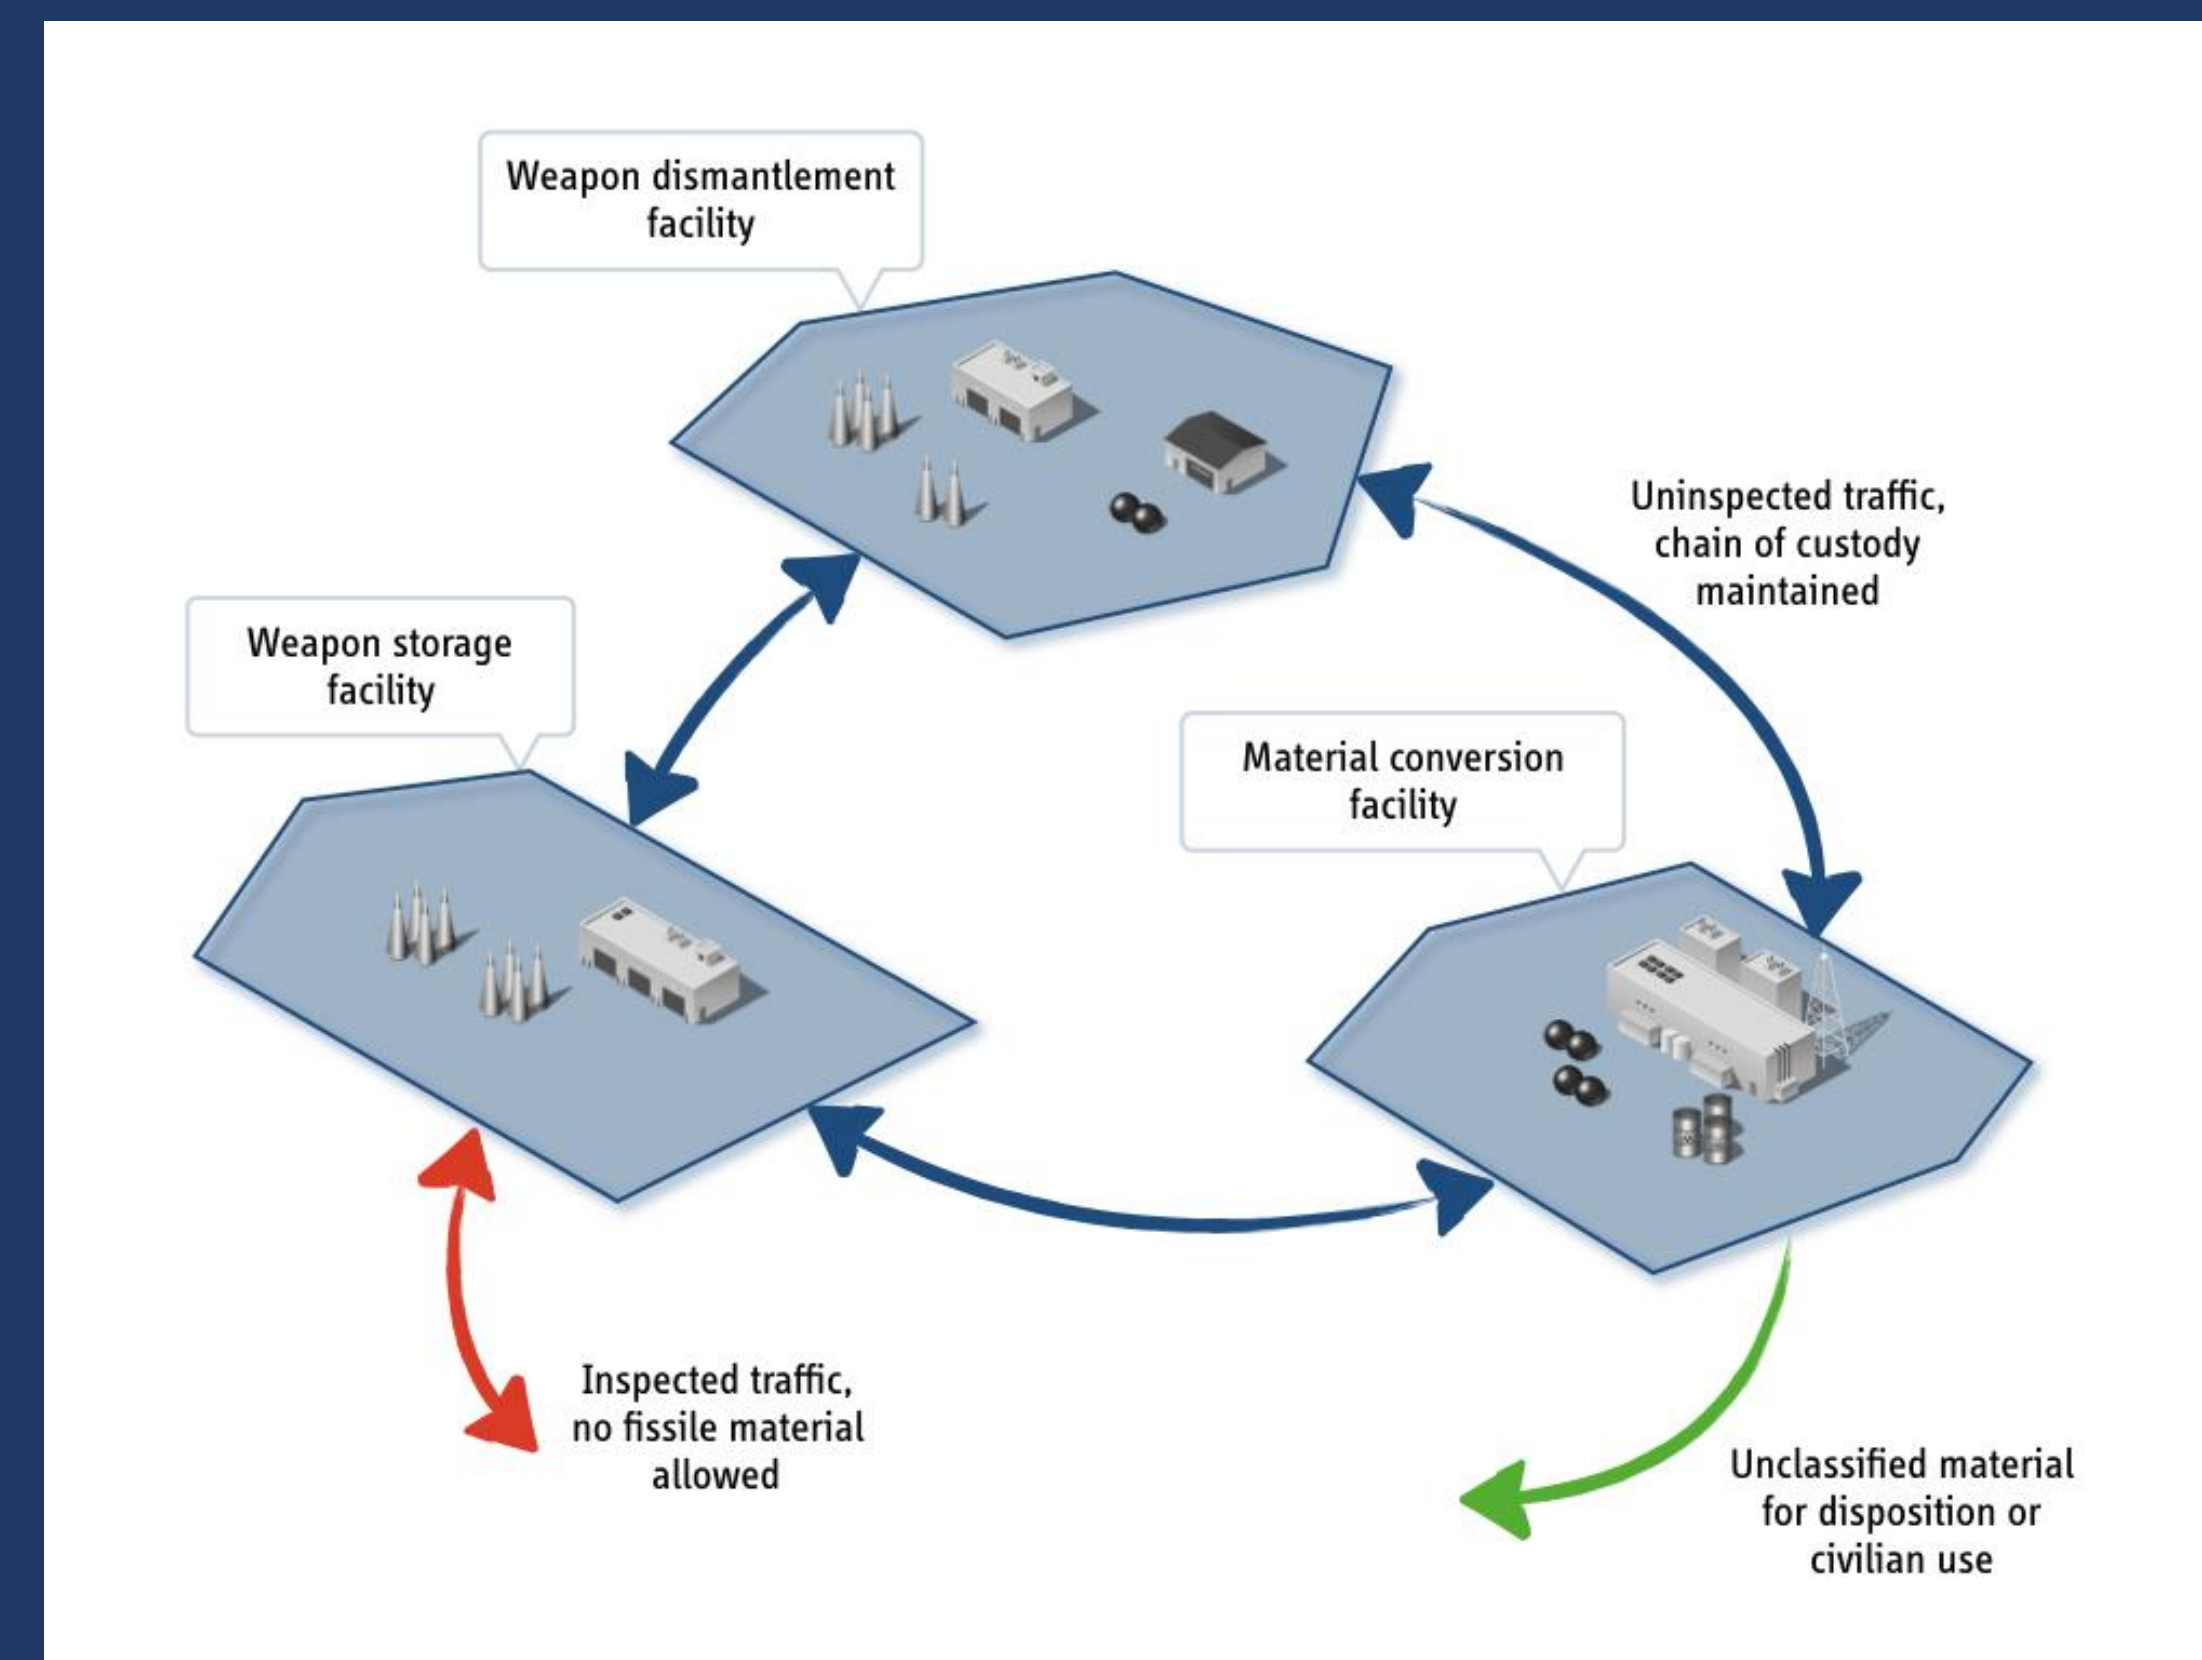 Weapon dismantlement
facility
Uninspected traffic,
chain of custody
maintained
Weapon storage
facility
Material conversion
facility
Inspected traffic,
no fissile material
allowed
Unclassified material
for disposition or
civilian use